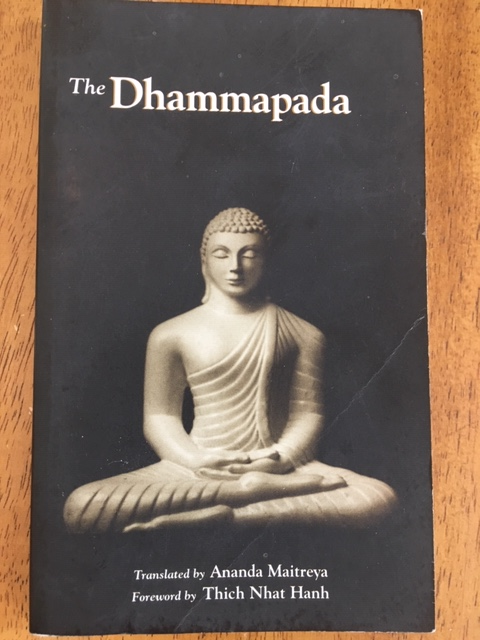 The Dhammapada
Translated by Ananda Maitreya
Foreword by Thich Nhat Hanh